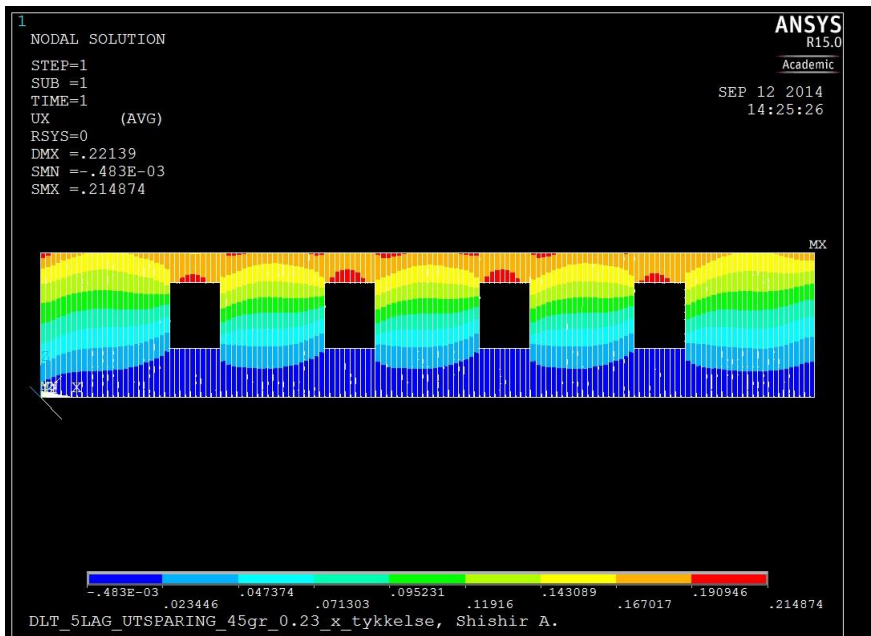 1
NODAL SOLUTION
ANSYS
R15.0
Academic
STEP=1
SUB =1
TIME=1
UX (AVG)
RSYS=0
DMX =.22139
SMN =-.483E-03
SMX =.214874
SEP 12 2014
14:25:26
MX
Z
X
-.483E-03 .047374 .095231 .143089 .190946
.023446 .071303 .11916 .167017 .214874
DLT_5LAG_UTSPARING_45gr_0.23_x_tykkelse, Shishir A.